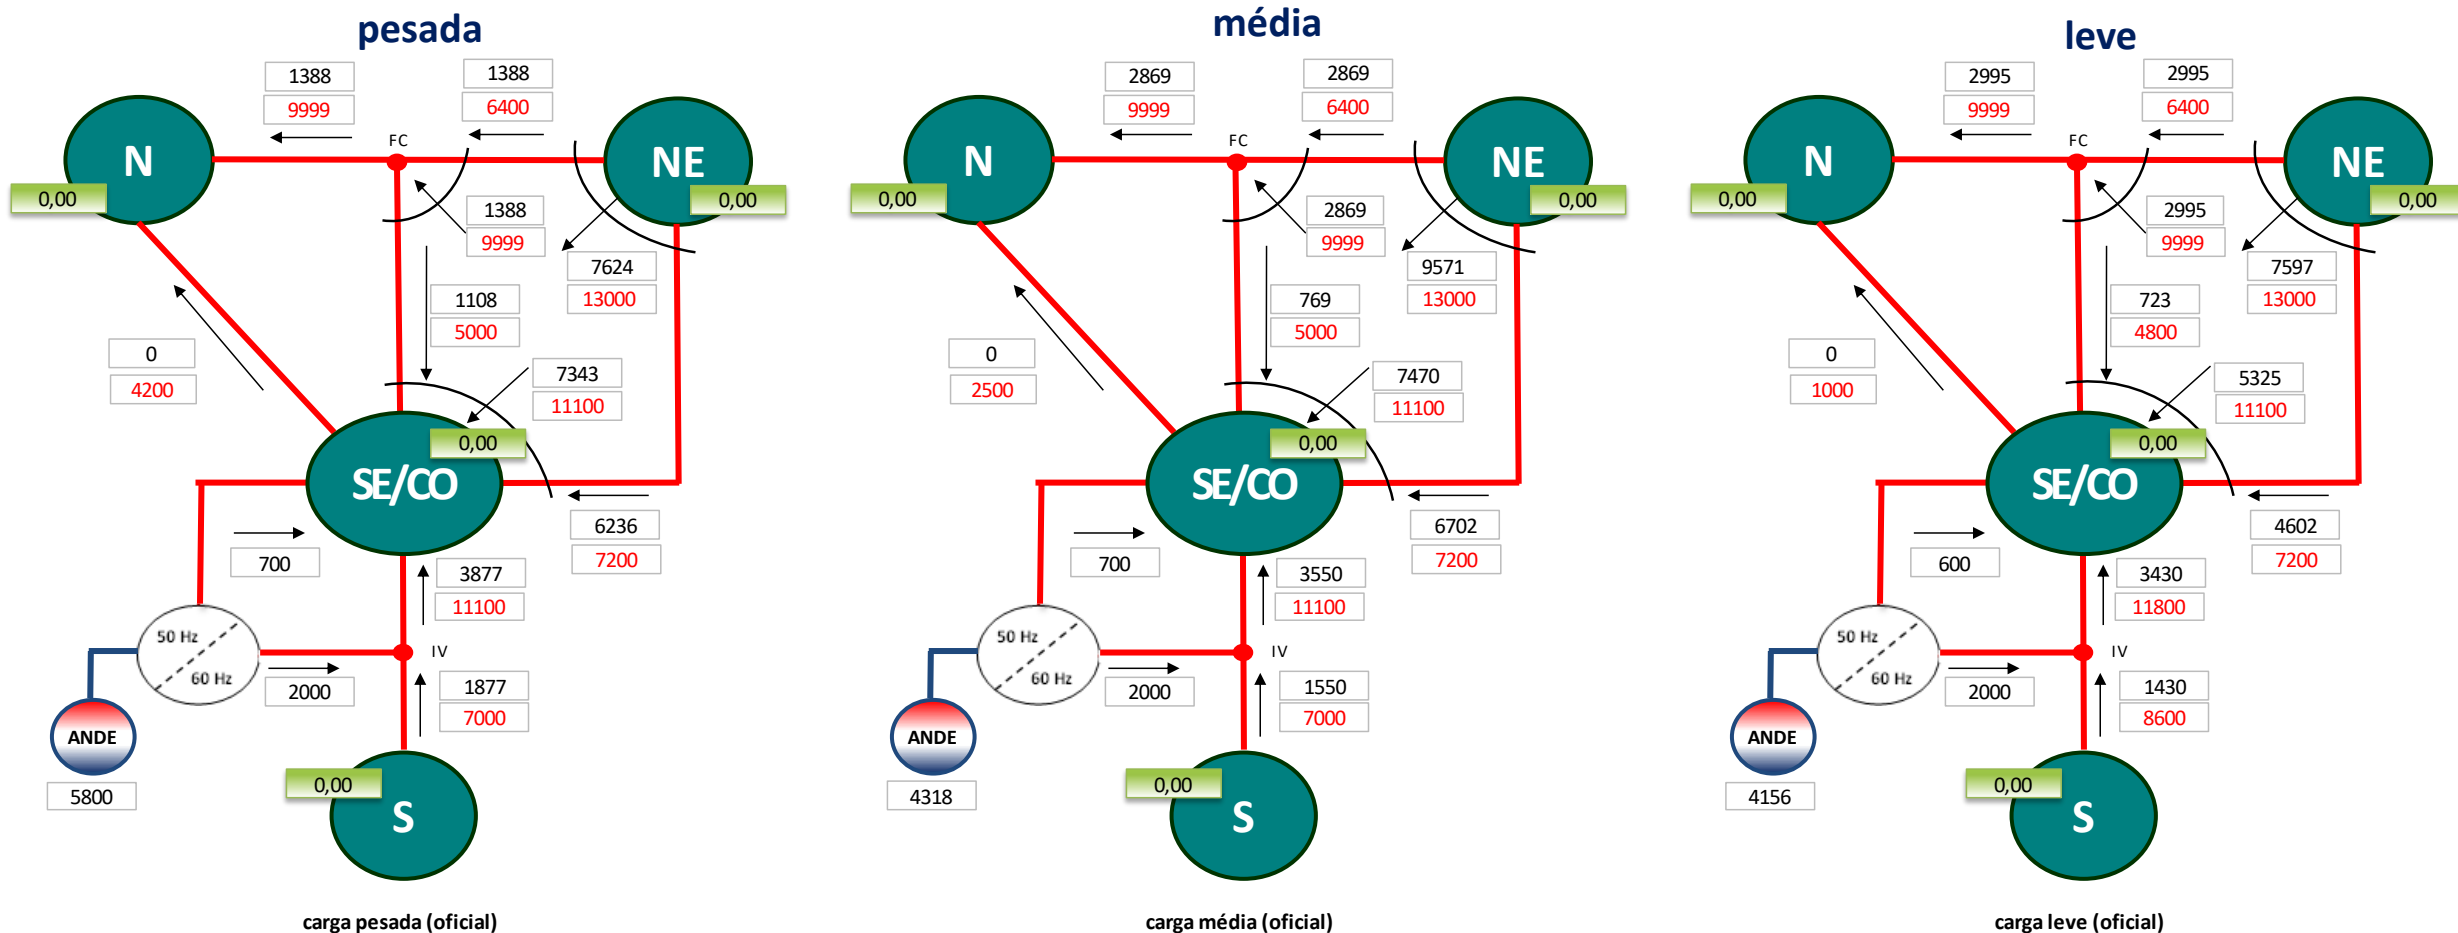 pesada
1388
9999
1388
6400
FC
N
NE
0,00
0,00
1388
9999
7624
13000
1108
5000
0
4200
7343
11100
0,00
SE/CO
6236
7200
700
3877
11100
50 Hz
60 Hz
IV
2000
1877
7000
ANDE
5800
0,00
S
carga pesada (oficial)
média
2869
9999
2869
6400
FC
N
NE
0,00
0,00
2869
9999
9571
13000
769
5000
0
2500
7470
11100
0,00
SE/CO
6702
7200
700
3550
11100
50 Hz
60 Hz
IV
2000
1550
7000
ANDE
4318
0,00
S
carga média (oficial)
leve
2995
9999
2995
6400
FC
N
NE
0,00
0,00
2995
9999
7597
13000
723
4800
0
1000
5325
11100
0,00
SE/CO
4602
7200
600
3430
11800
50 Hz
60 Hz
IV
2000
1430
8600
ANDE
4156
0,00
S
carga leve (oficial)